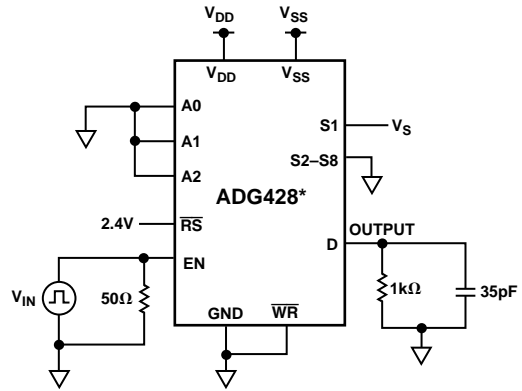 VDD VSS
VDD VSS
A0
A1
A2
2.4V RS
EN
VIN
50Ω
GND WR
ADG428*
S1 VS
S2–S8
D OUTPUT
1kΩ 35pF